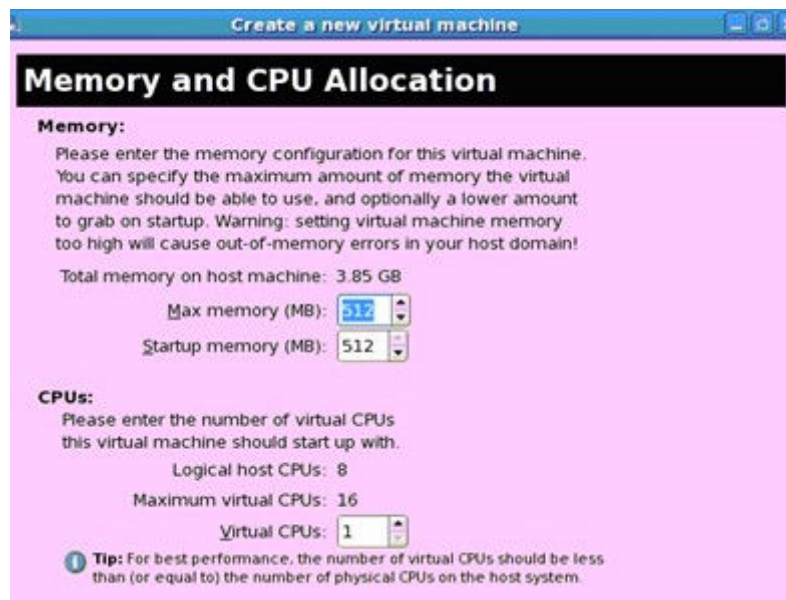 Create a new virtual machine
Memory and CPU Allocation
Memory:
Please enter the memory configuration for this virtual machine.
You can specify the maximum amount of memory the virtual
machine should be able to use, and optionally a lower amount
to grab on startup. Warning: setting virtual machine memory
too high will cause out-of-memory errors in your host domain!
Total memory on host machine: 3.85 GB
Max memory (MB): 512
Startup memory (MB): 512
CPUs:
Please enter the number of virtual CPUs
this virtual machine should start up with.
Logical host CPUs: 8
Maximum virtual CPUs: 16
Virtual CPUs: 1
Tip: For best performance, the number of virtual CPUs should be less
than (or equal to) the number of physical CPUs on the host system.